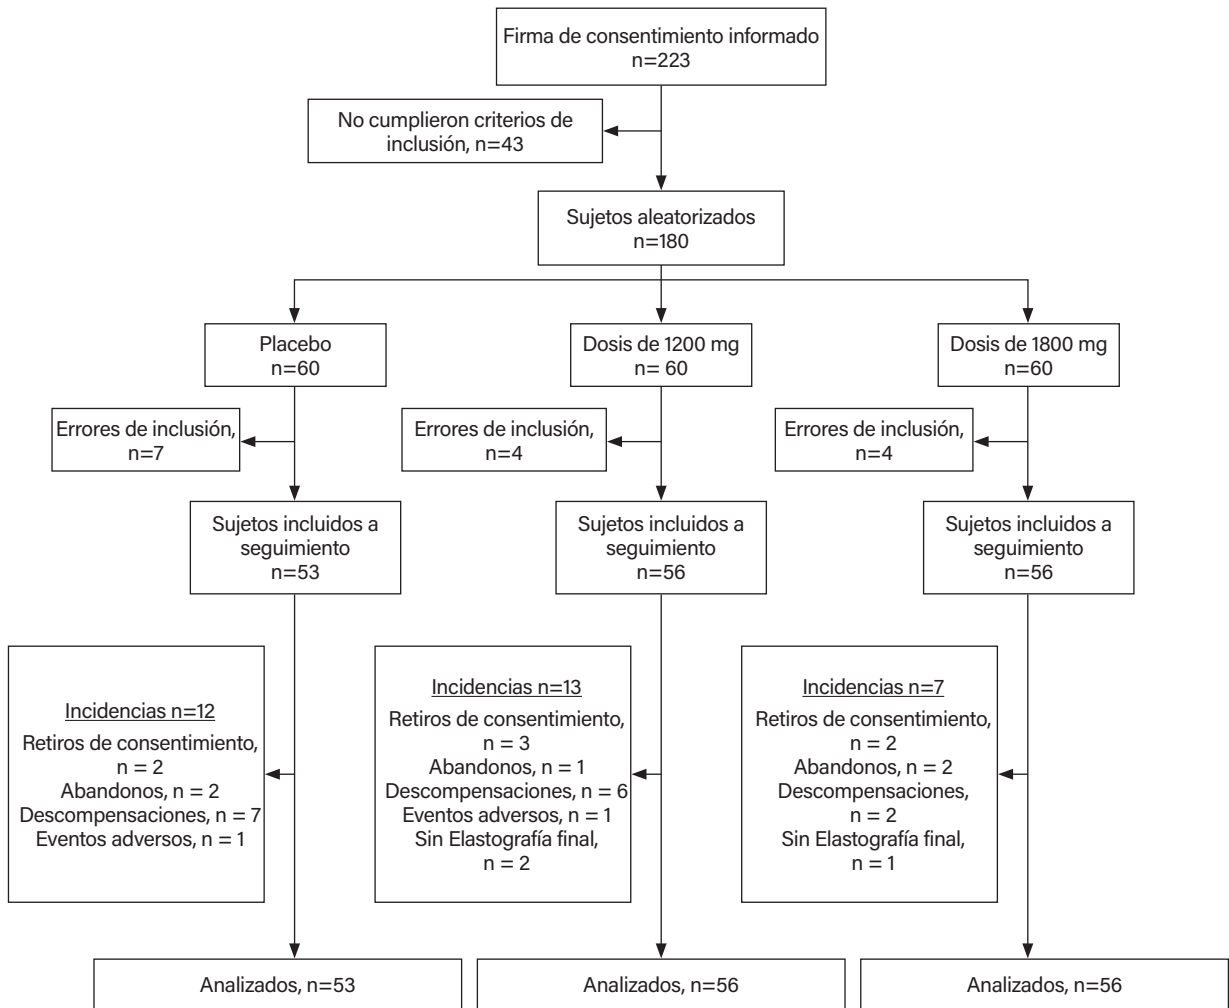 Firma de consentimiento informado
n=223
No cumplieron criterios de
inclusión, n=43
Sujetos aleatorizados
n=180
Placebo
n=60
Dosis de 1200 mg
n= 60
Dosis de 1800 mg
n=60
Errores de inclusión,
n=7
Errores de inclusión,
n=4
Errores de inclusión,
n=4
Sujetos incluidos a
seguimiento
n=53
Sujetos incluidos a
seguimiento
n=56
Sujetos incluidos a
seguimiento
n=56
Incidencias n=12
Retiros de consentimiento,
n = 2
Abandonos, n = 2
Descompensaciones, n = 7
Eventos adversos, n = 1
Incidencias n=13
Retiros de consentimiento,
n = 3
Abandonos, n = 1
Descompensaciones, n = 6
Eventos adversos, n = 1
Sin Elastografía final,
n = 2
Incidencias n=7
Retiros de consentimiento,
n = 2
Abandonos, n = 2
Descompensaciones,
n = 2
Sin Elastografía final,
n = 1
Analizados, n=53
Analizados, n=56
Analizados, n=56